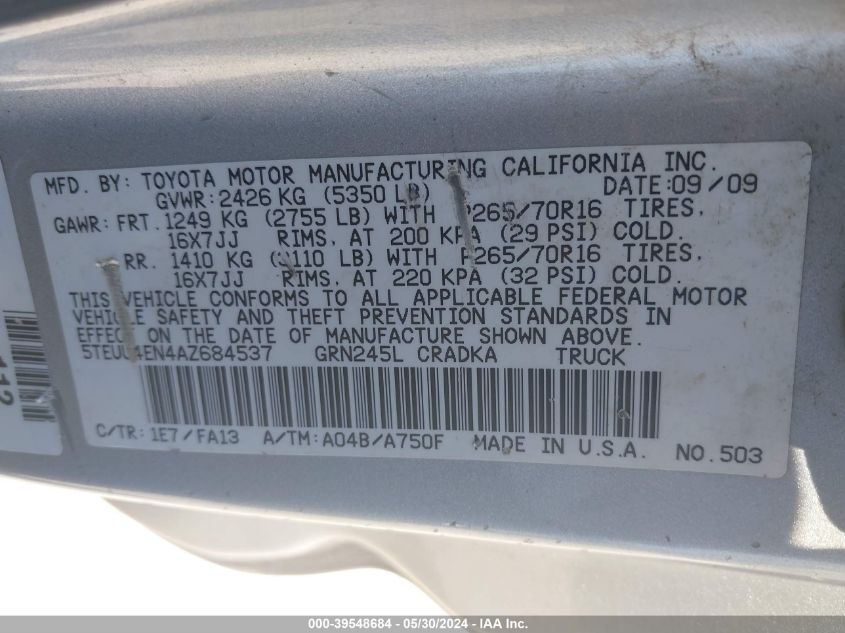 MFD. BY: TOYOTA MOTOR MANUFACTURING CALIFORNIA INC.
GVWR: 2426 KG (5350 LB) DATE: 09/09
GAWR: FRT. 1249 KG (2755 LB) WITH P265/70R16 TIRES,
16X7JJ RIMS, AT 200 KPA (29 PSI) COLD.
RR. 1410 KG (3110 LB) WITH P265/70R16 TIRES,
16X7JJ RIMS, AT 220 KPA (32 PSI) COLD.
THIS VEHICLE CONFORMS TO ALL APPLICABLE FEDERAL MOTOR
VEHICLE SAFETY AND THEFT PREVENTION STANDARDS IN
EFFECT ON THE DATE OF MANUFACTURE SHOWN ABOVE.
5TEUU4EN4AZ684537 GRN245L CRADKA TRUCK
C/TR: 1E7/FA13 A/TM: A04B/A750F MADE IN U.S.A. NO. 503
112
000-39548684 / 05/30/2024 - IAA Inc.